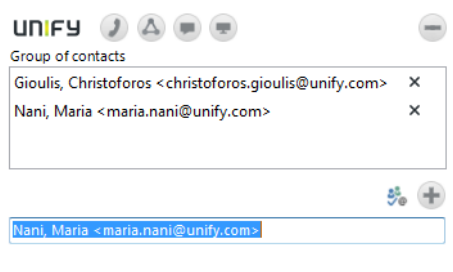 UNIFY
Group of contacts
Gioulis, Christoforos <christoforos.gioulis@unify.com>
Nani, Maria <maria.nani@unify.com>
Nani, Maria <maria.nani@unify.com>